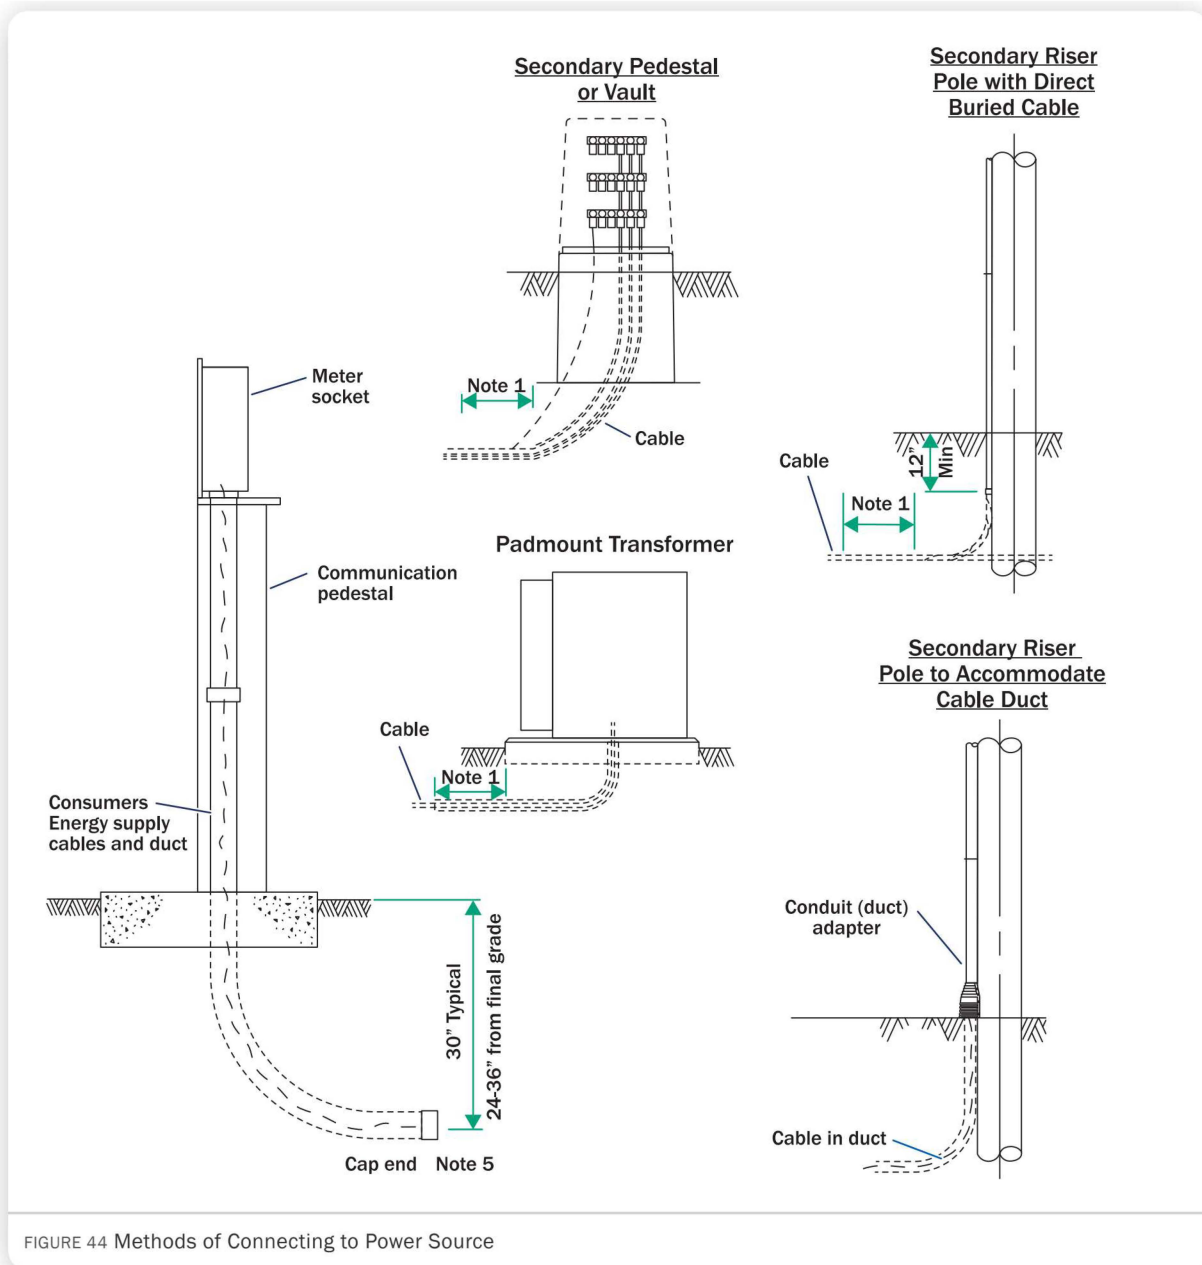 Secondary Pedestal
or Vault
Note 1
Cable
Secondary Riser
Pole with Direct
Buried Cable
12”
Min
Cable
Note 1
Meter
socket
Communication
pedestal
Consumers
Energy supply
cables and duct
30” Typical
24-36” from final grade
Cap end Note 5
Padmount Transformer
Cable
Note 1
Secondary Riser
Pole to Accommodate
Cable Duct
Conduit (duct)
adapter
Cable in duct
FIGURE 44 Methods of Connecting to Power Source